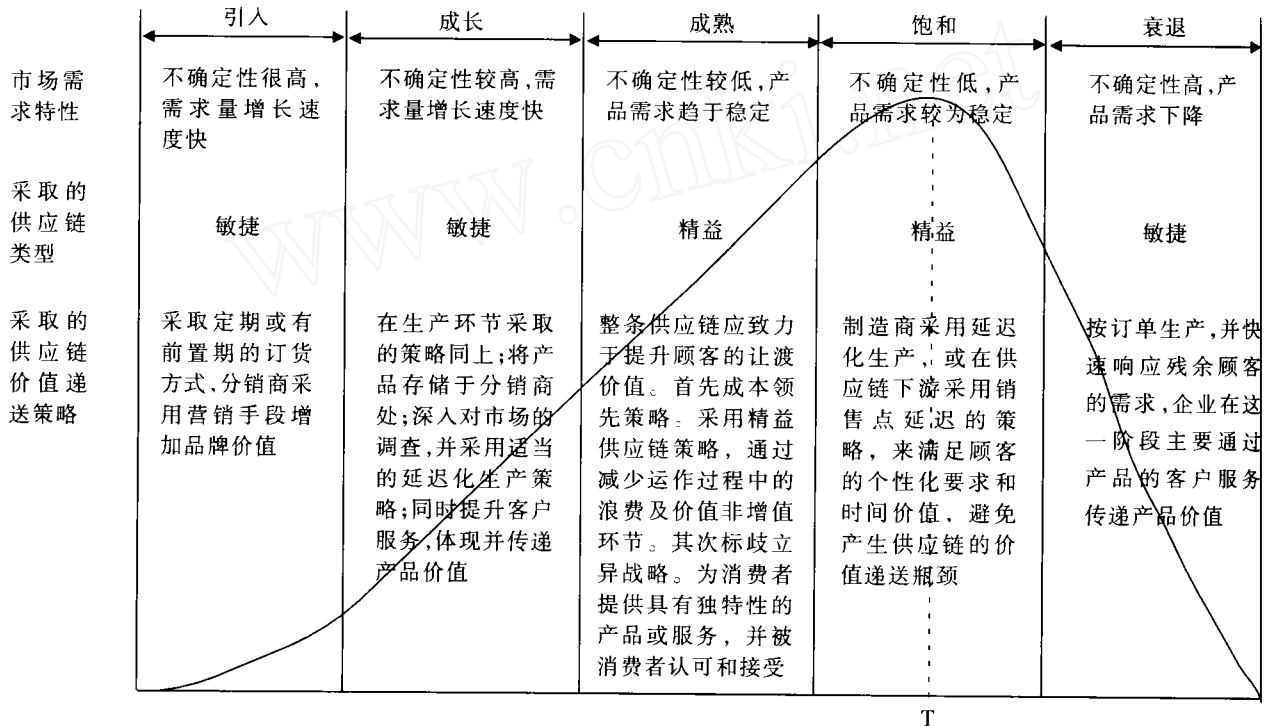 引入
成长
成熟
饱和
衰退
市场需
求特性
不确定性很高，
需求量增长速
度快
不确定性较高，需
求量增长速度快
不确定性较低，产
品需求趋于稳定
不确定性低，产
品需求较为稳定
不确定性高，产
品需求下降
采取的
供应链
类型
敏捷
敏捷
精益
精益
敏捷
采取的
供应链
价值递
送策略
采取定期或有
前置期的订货
方式，分销商采
用营销手段增
加品牌价值
在生产环节采取
的策略同上；将产
品存储于分销商
处；深入对市场的
调查，并采用适当
的延迟化生产策
略；同时提升客户
服务，体现并传递
产品价值
整条供应链应致力
于提升顾客的让渡
价值。首先成本领
先策略。采用精益
供应链策略，通过
减少运作过程中的
浪费及价值非增值
环节。其次标歧立
异战略。为消费者
提供具有独特性的
产品或服务，并被
消费者认可和接受
制造商采用延迟
化生产，或在供
应链下游采用销
售点延迟的策
略，来满足顾客
的个性化要求和
时间价值，避免
产生供应链的价
值递送瓶颈
按订单生产，并快
速响应残余顾客
的需求，企业在这
一阶段主要通过
产品的客户服务
传递产品价值
T
www.cnki.net